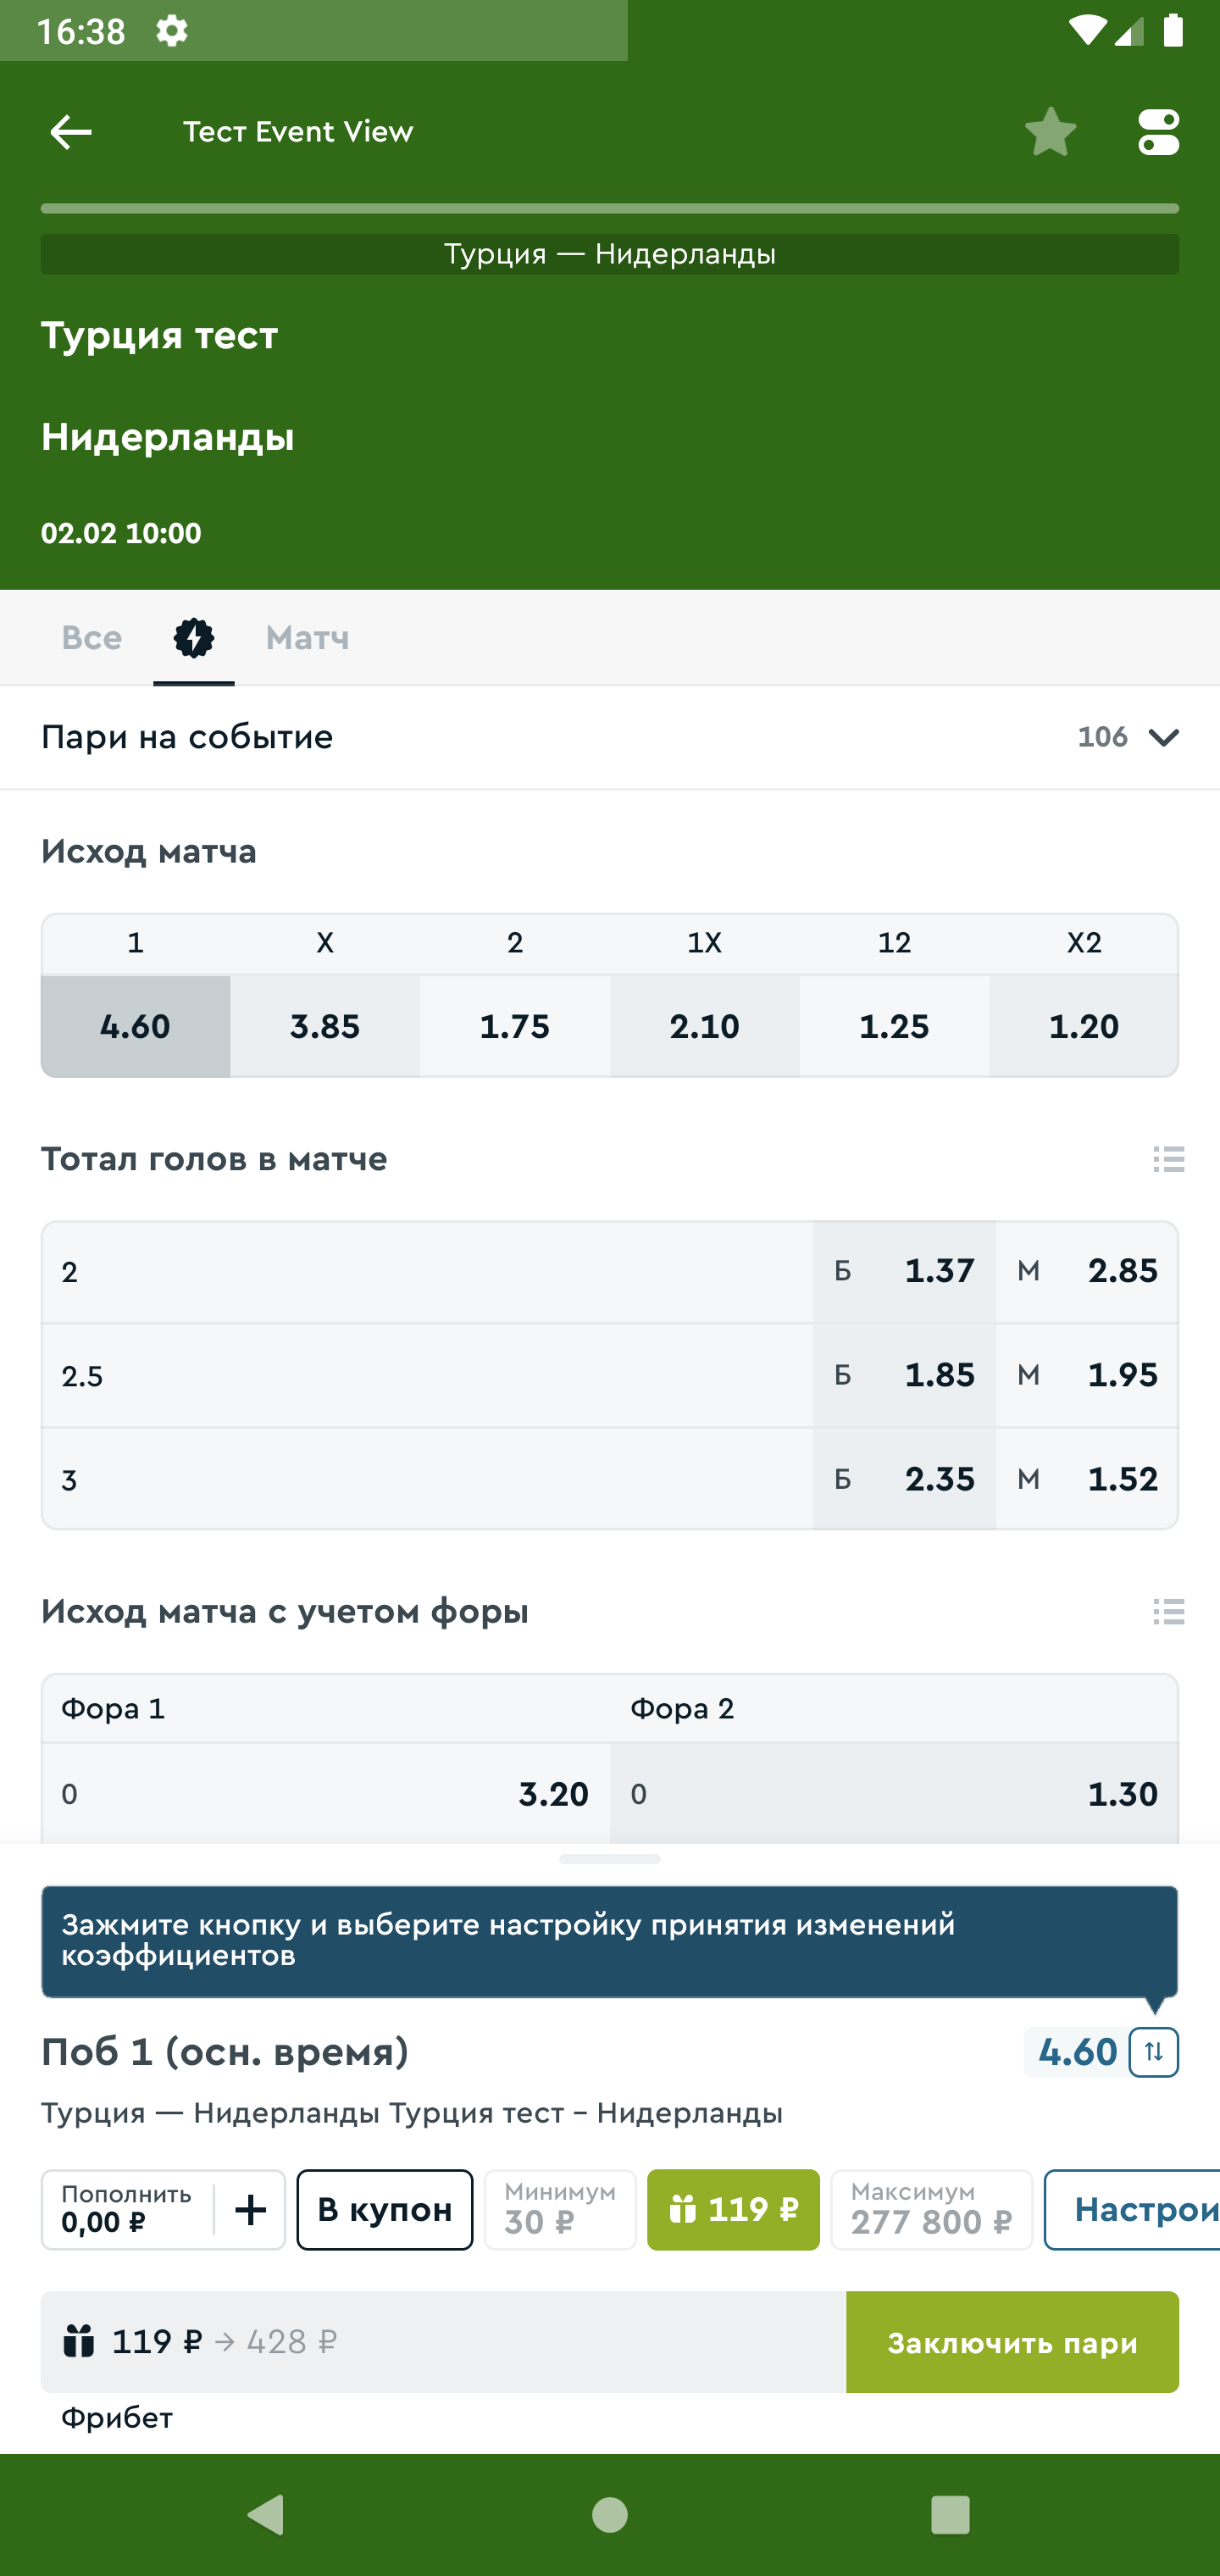 16:38
Тест Event View
Турция — Нидерланды
Турция тест
Нидерланды
02.02 10:00
Все Матч
Пари на событие 106
Исход матча
1 X 2 1X 12 X2
4.60 3.85 1.75 2.10 1.25 1.20
Тотал голов в матче
2 Б 1.37 М 2.85
2.5 Б 1.85 М 1.95
3 Б 2.35 М 1.52
Исход матча с учетом форы
Фора 1 Фора 2
0 3.20 0 1.30
Зажмите кнопку и выберите настройку принятия изменений
коэффициентов
Поб 1 (осн. время) 4.60
Турция — Нидерланды Турция тест – Нидерланды
Пополнить
0,00 ₽
В купон
Минимум
30 ₽
119 ₽
Максимум
277 800 ₽
Настрои
119 ₽ → 428 ₽
Заключить пари
Фрибет